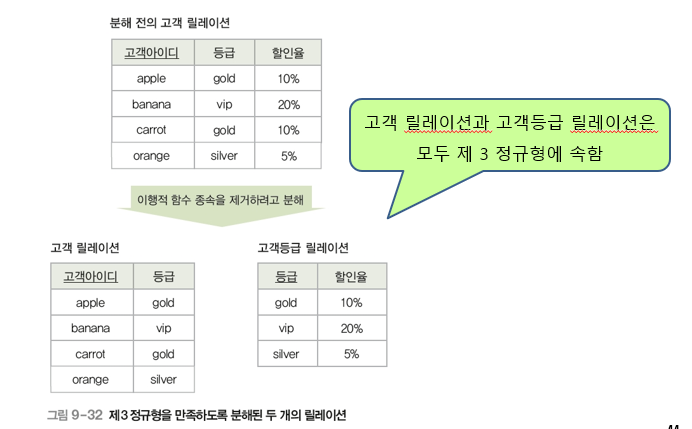 분해 전의 고객 릴레이션
고객아이디 등급 할인율
apple gold 10%
banana vip 20%
carrot gold 10%
orange silver 5%
고객 릴레이션과 고객등급 릴레이션은
모두 제 3 정규형에 속함
이행적 함수 종속을 제거하려고 분해
고객 릴레이션
고객아이디 등급
apple gold
banana vip
carrot gold
orange silver
고객등급 릴레이션
등급 할인율
gold 10%
vip 20%
silver 5%
그림 9-32 제3 정규형을 만족하도록 분해된 두 개의 릴레이션